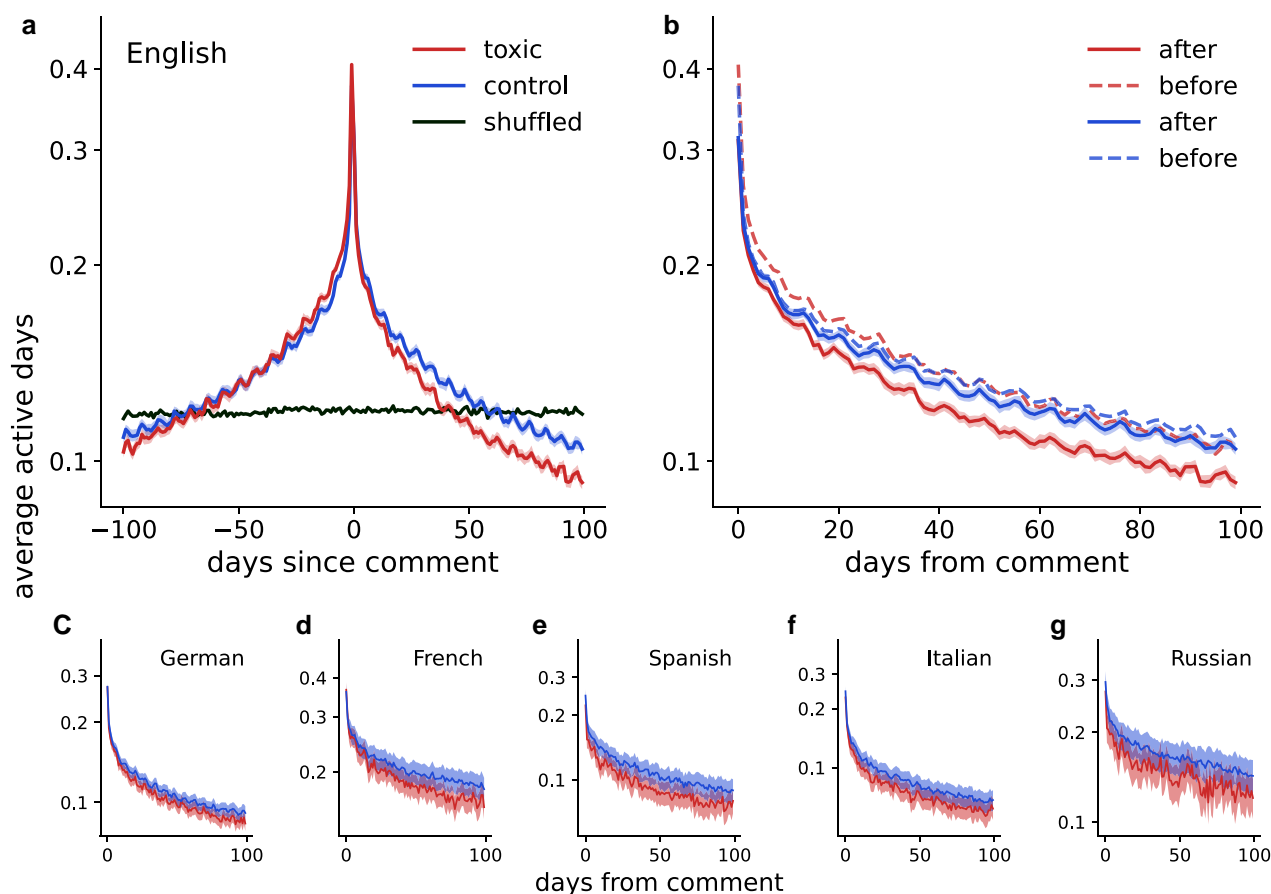 a
English
toxic
control
shuffled
0.4
0.3
0.2
0.1
−100
−50
0
50
100
days since comment
average active days
b
after
before
after
before
0.4
0.3
0.2
0.1
0
20
40
60
80
100
days from comment
C
German
0.3
0.2
0.1
0
100
d
French
0.4
0.3
0.2
0
100
e
Spanish
0.2
0.1
0
50
100
f
Italian
0.3
0.2
0.1
0
50
100
g
Russian
0.3
0.2
0.1
0
50
100
days from comment